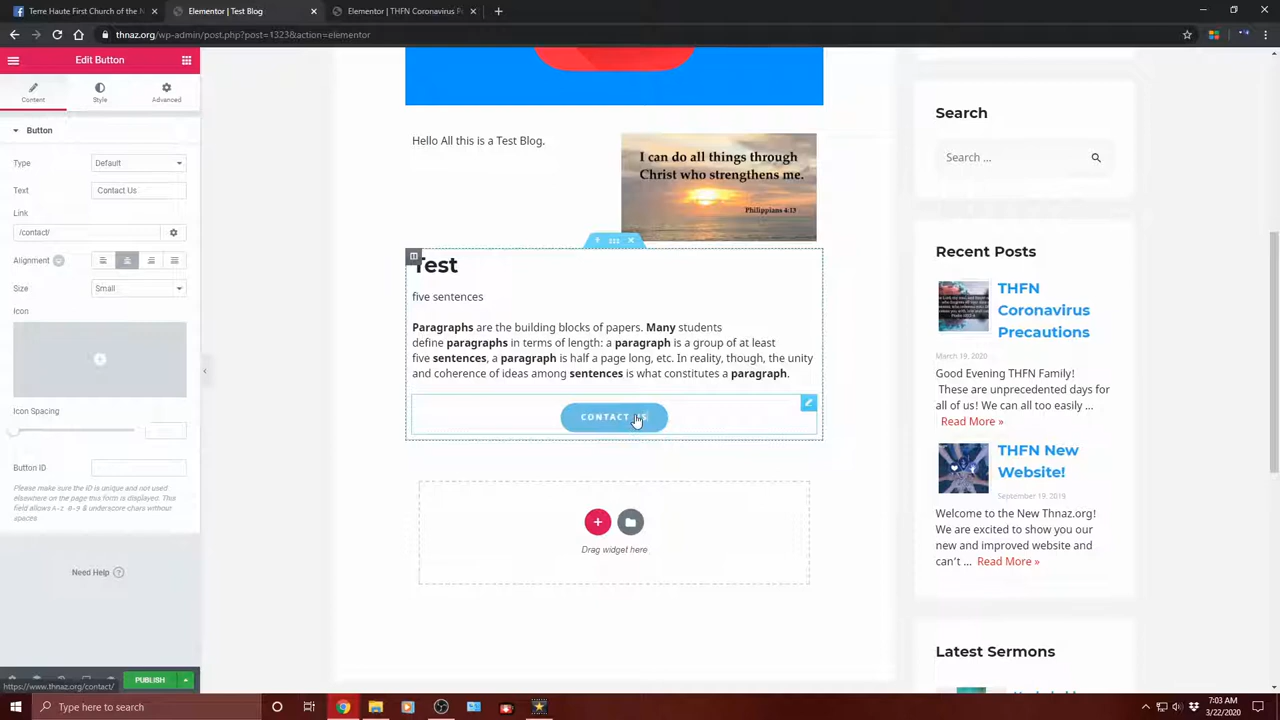 Terre Haute First Church of the N
Elementor | Test Blog
Elementor | THFN Coronavirus P
thnaz.org/wp-admin/post.php?post=1323&action=elementor
Edit Button
Content
Style
Advanced
Button
Type
Default
Text
Contact Us
Link
/contact/
Alignment
Size
Small
Icon
Icon Spacing
Button ID
Please make sure the ID is unique and not used
elsewhere on the page this form is displayed. This
field allows A-z 0-9 & underscore chars without
spaces.
Need Help
PUBLISH
https://www.thnaz.org/contact/
Hello All this is a Test Blog.
I can do all things through
Christ who strengthens me.
Philippians 4:13
Test
five sentences
Paragraphs are the building blocks of papers. Many students
define paragraphs in terms of length: a paragraph is a group of at least
five sentences, a paragraph is half a page long, etc. In reality, though, the unity
and coherence of ideas among sentences is what constitutes a paragraph.
CONTACT US
Drag widget here
Search
Search ...
Recent Posts
THFN
Coronavirus
Precautions
March 19, 2020
Good Evening THFN Family!
These are unprecedented days for
all of us! We can all too easily ...
Read More »
THFN New
Website!
September 19, 2019
Welcome to the New Thnaz.org!
We are excited to show you our
new and improved website and
can't ... Read More »
Latest Sermons
Type here to search
7:03 AM
3/22/2020